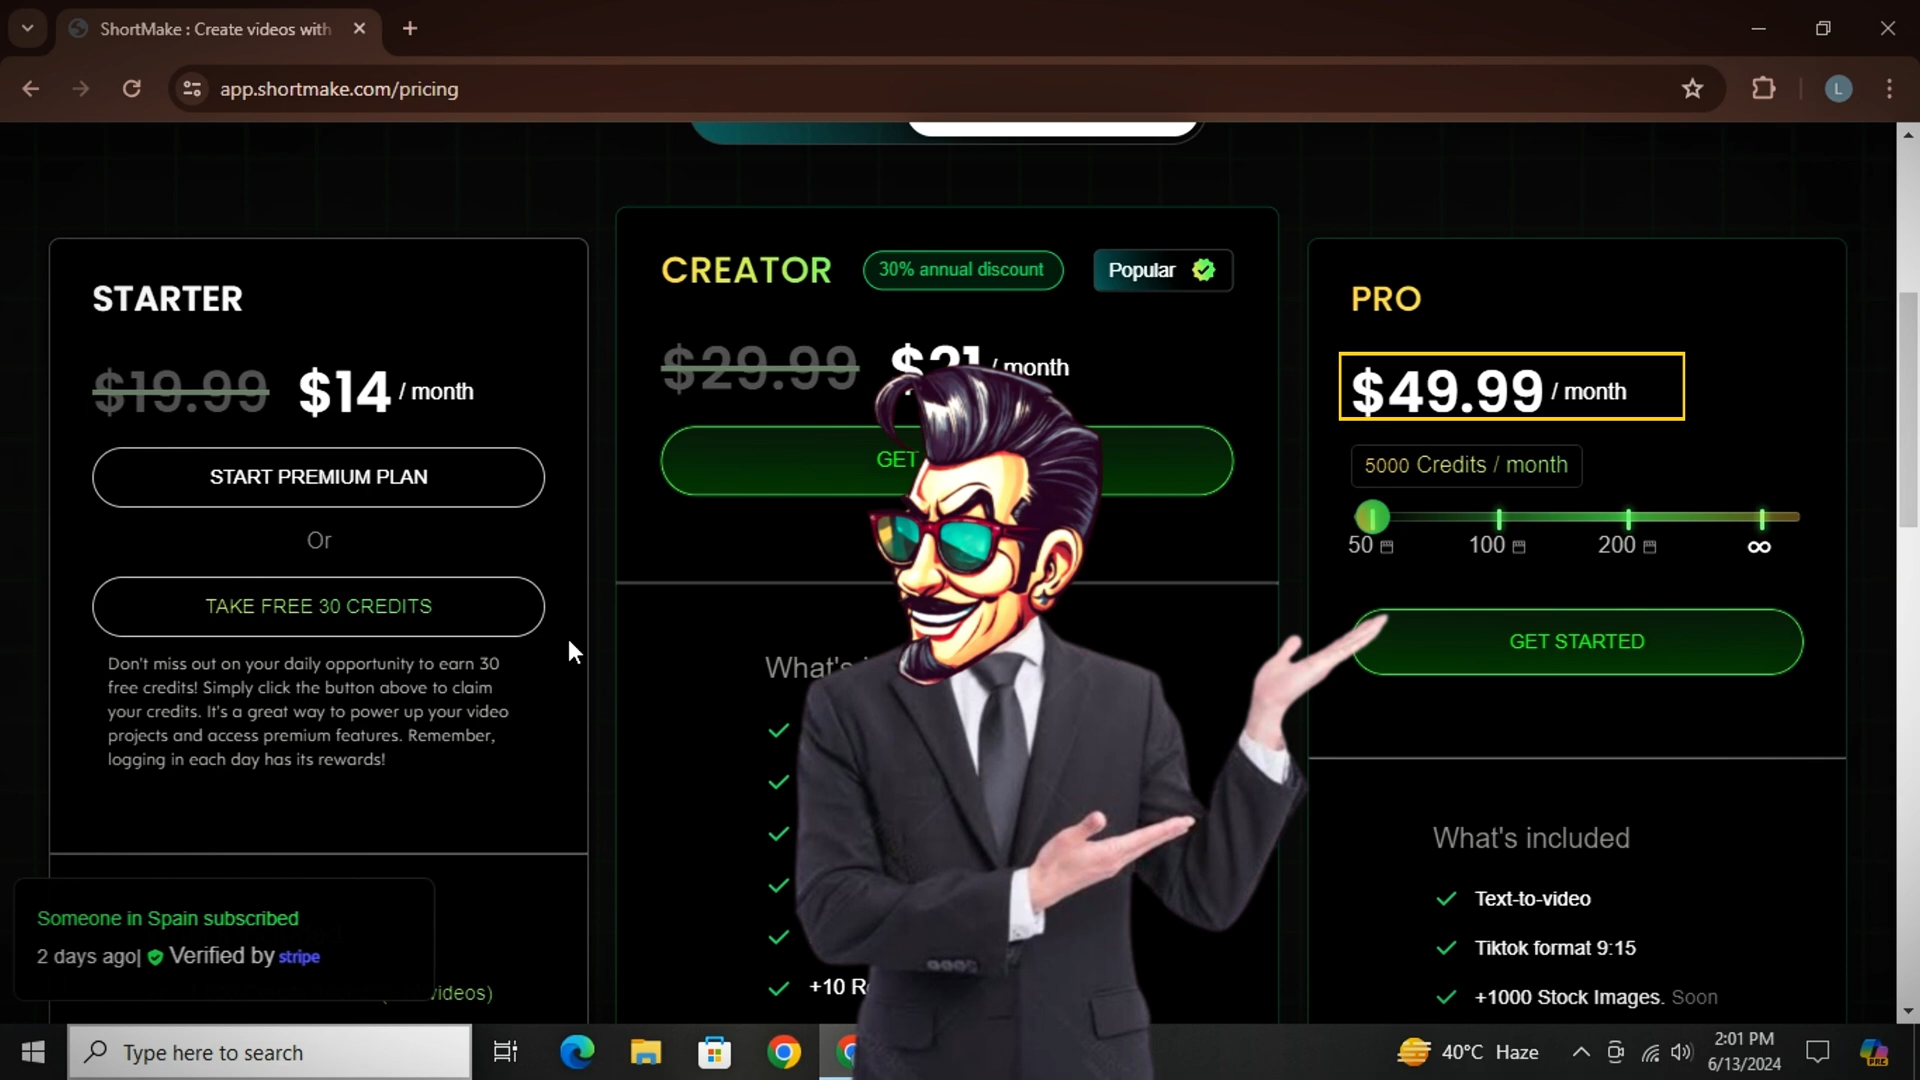 ShortMake : Create videos with
app.shortmake.com/pricing
STARTER
$19.99 $14 / month
START PREMIUM PLAN
Or
TAKE FREE 30 CREDITS
Don't miss out on your daily opportunity to earn 30
free credits! Simply click the button above to claim
your credits. It's a great way to power up your video
projects and access premium features. Remember,
logging in each day has its rewards!
Someone in Spain subscribed
2 days ago| Verified by stripe
videos)
CREATOR 30% annual discount Popular
$29.99 $21 / month
GET
What's
+10
PRO
$49.99 / month
5000 Credits / month
50 100 200 ∞
GET STARTED
What's included
Text-to-video
Tiktok format 9:15
+1000 Stock Images. Soon
Type here to search
40°C Haze
2:01 PM
6/13/2024
L
PRE